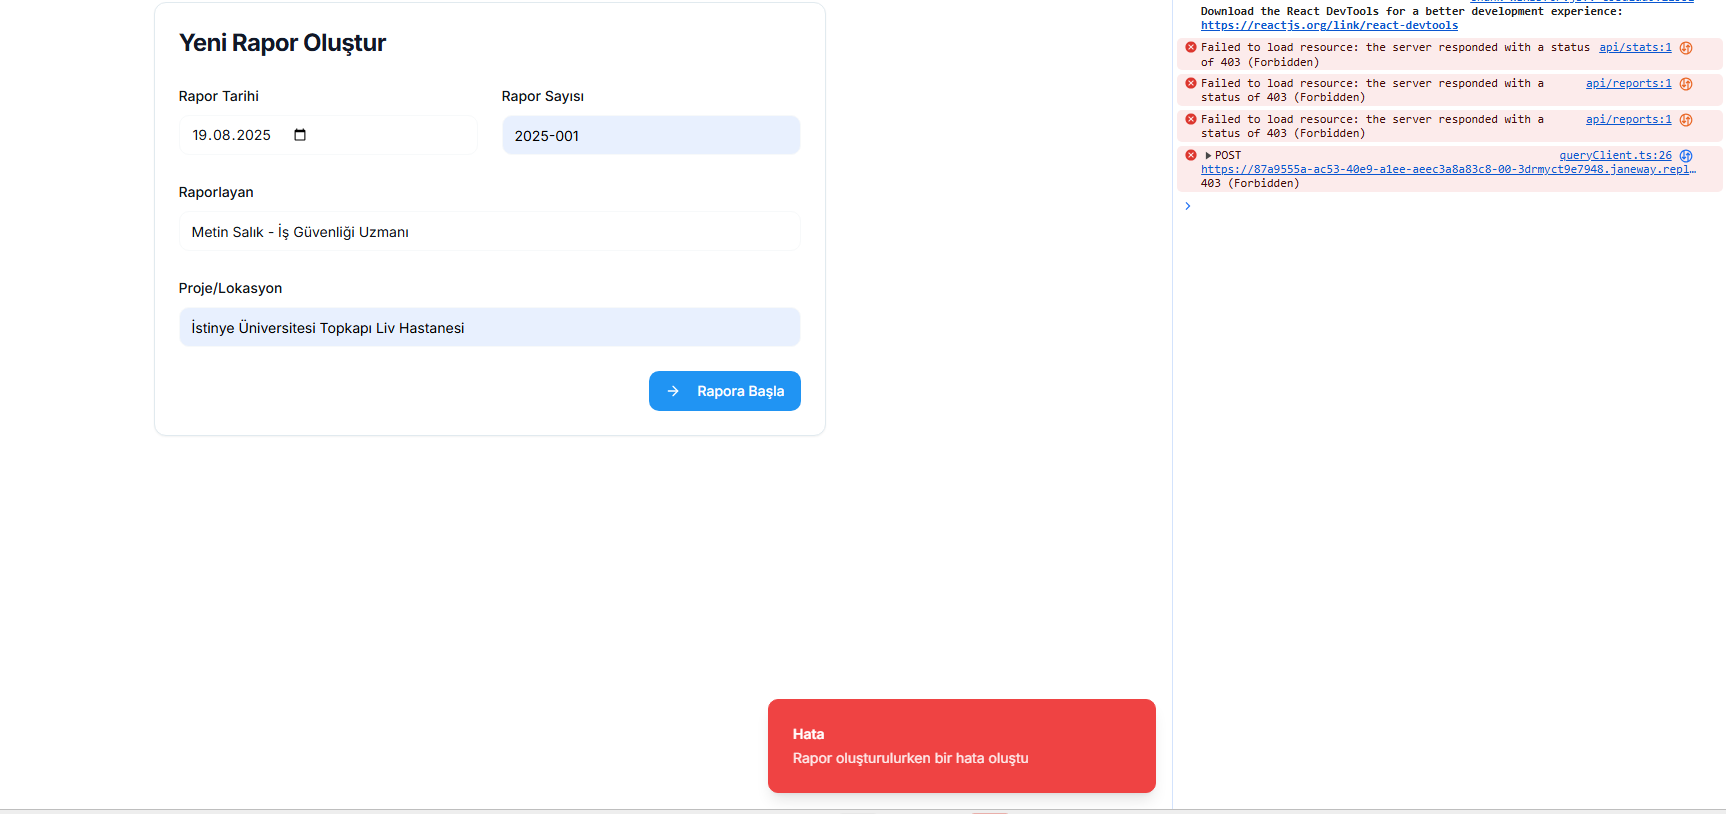 Yeni Rapor Oluştur
Rapor Tarihi
Rapor Sayısı
19.08.2025
2025-001
Raporlayan
Metin Salık - İş Güvenliği Uzmanı
Proje/Lokasyon
İstinye Üniversitesi Topkapı Liv Hastanesi
Rapora Başla
Hata
Rapor oluşturulurken bir hata oluştu
Download the React DevTools for a better development experience:
https://reactjs.org/link/react-devtools
Failed to load resource: the server responded with a status api/stats:1
of 403 (Forbidden)
Failed to load resource: the server responded with a api/reports:1
status of 403 (Forbidden)
Failed to load resource: the server responded with a api/reports:1
status of 403 (Forbidden)
POST queryClient.ts:26
https://87a9555a-ac53-40e9-a1ee-aeec3a8a83c8-00-3drmyct9e7948.janeway.repl…
403 (Forbidden)